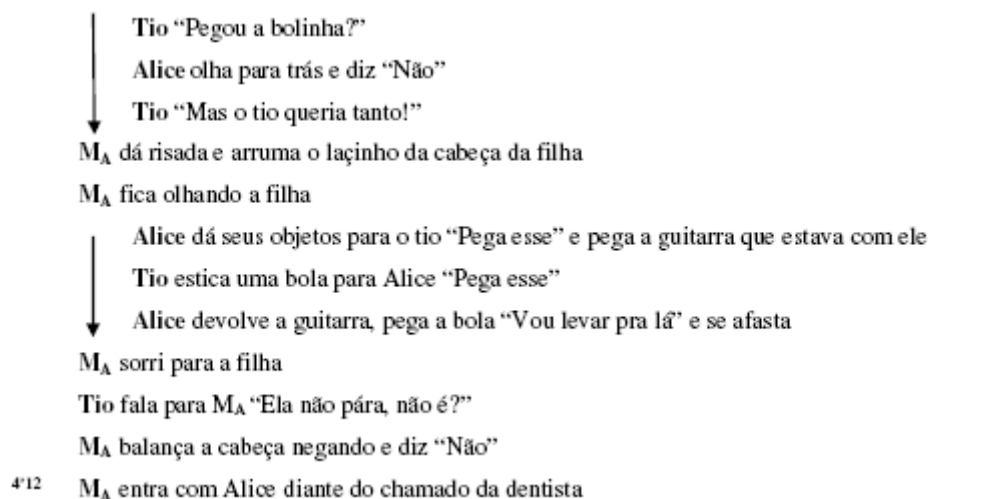 Tio “Pegou a bolinha?”
Alice olha para trás e diz “Não”
Tio “Mas o tio queria tanto!”
MA dá risada e arruma o laçinho da cabeça da filha
MA fica olhando a filha
Alice dá seus objetos para o tio “Pega esse” e pega a guitarra que estava com ele
Tio estica uma bola para Alice “Pega esse”
Alice devolve a guitarra, pega a bola “Vou levar pra lá” e se afasta
MA sorri para a filha
Tio fala para MA “Ela não pára, não é?”
MA balança a cabeça negando e diz “Não”
4'12 MA entra com Alice diante do chamado da dentista